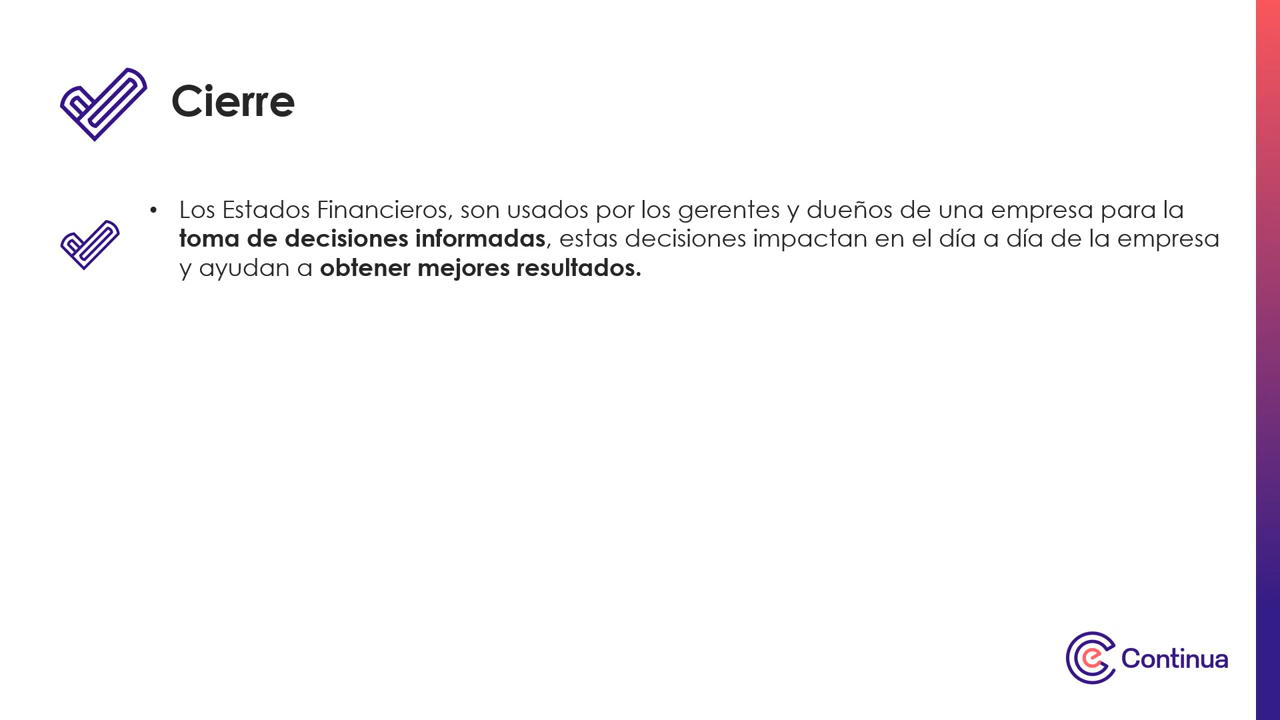 Cierre
• Los Estados Financieros, son usados por los gerentes y dueños de una empresa para la
toma de decisiones informadas, estas decisiones impactan en el día a día de la empresa
y ayudan a obtener mejores resultados.
e Continua